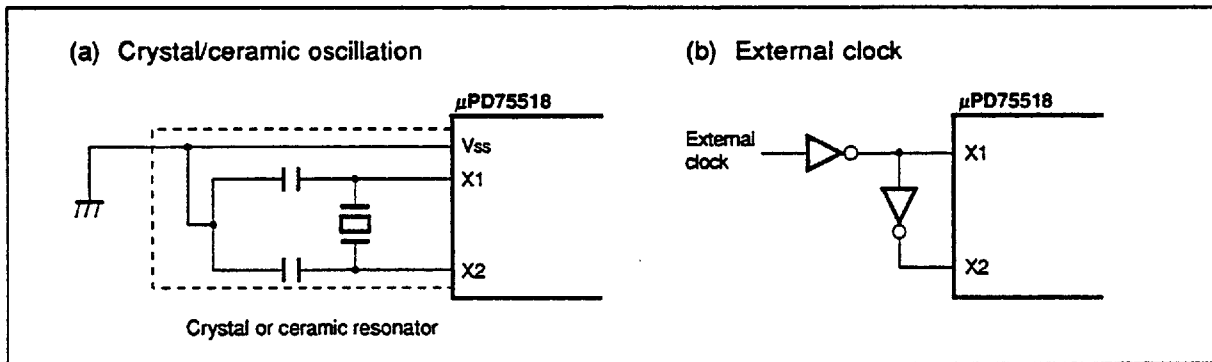 (a) Crystal/ceramic oscillation
μPD75518
Vss
X1
X2
Crystal or ceramic resonator
(b) External clock
μPD75518
External
clock
X1
X2